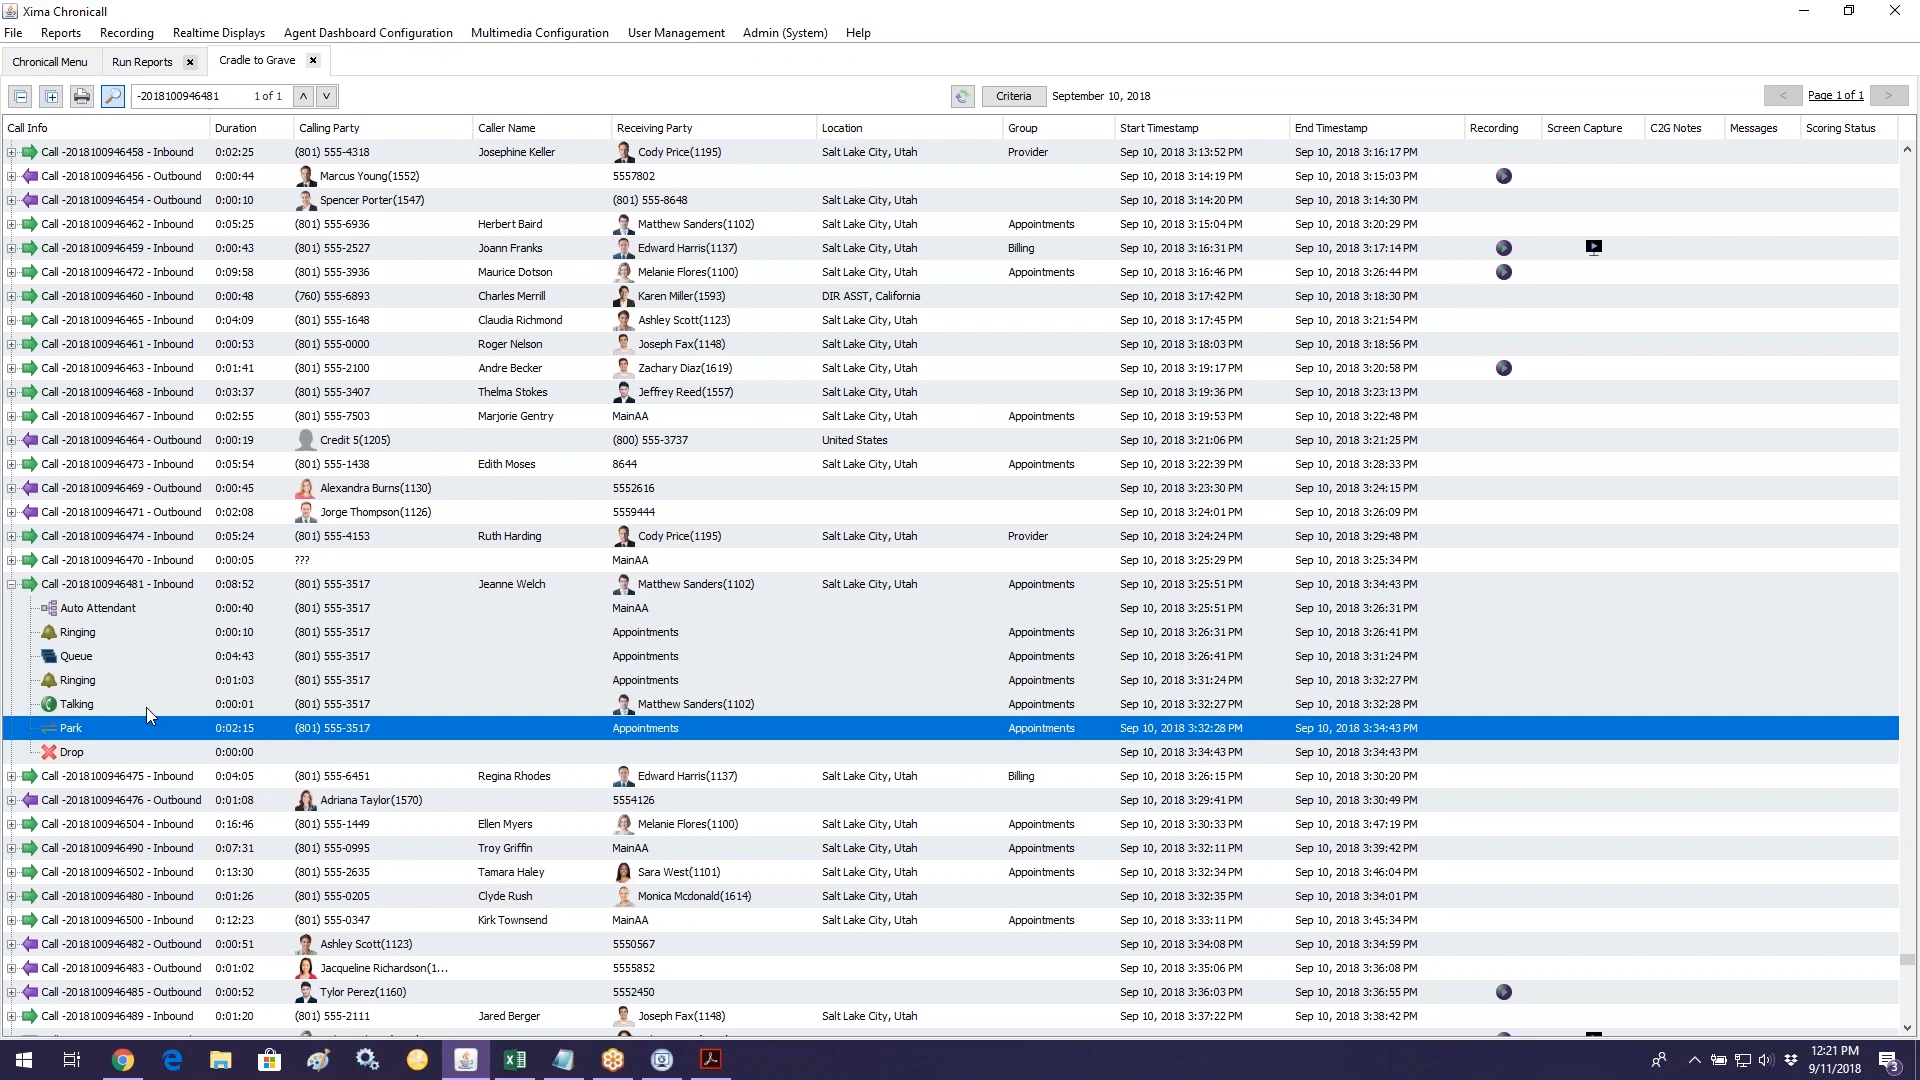 Xima Chronicall
File Reports Recording Realtime Displays Agent Dashboard Configuration Multimedia Configuration User Management Admin (System) Help
Chronicall Menu Run Reports Cradle to Grave
-2018100946481 1 of 1 Criteria September 10, 2018 < Page 1 of 1 >
Call Info Duration Calling Party Caller Name Receiving Party Location Group Start Timestamp End Timestamp Recording Screen Capture C2G Notes Messages Scoring Status
Call -2018100946458 - Inbound 0:02:25 (801) 555-4318 Josephine Keller Cody Price(1195) Salt Lake City, Utah Provider Sep 10, 2018 3:13:52 PM Sep 10, 2018 3:16:17 PM
Call -2018100946456 - Outbound 0:00:44 Marcus Young(1552) 5557802 Sep 10, 2018 3:14:19 PM Sep 10, 2018 3:15:03 PM
Call -2018100946454 - Outbound 0:00:10 Spencer Porter(1547) (801) 555-8648 Salt Lake City, Utah Sep 10, 2018 3:14:20 PM Sep 10, 2018 3:14:30 PM
Call -2018100946462 - Inbound 0:05:25 (801) 555-6936 Herbert Baird Matthew Sanders(1102) Salt Lake City, Utah Appointments Sep 10, 2018 3:15:04 PM Sep 10, 2018 3:20:29 PM
Call -2018100946459 - Inbound 0:00:43 (801) 555-2527 Joann Franks Edward Harris(1137) Salt Lake City, Utah Billing Sep 10, 2018 3:16:31 PM Sep 10, 2018 3:17:14 PM
Call -2018100946472 - Inbound 0:09:58 (801) 555-3936 Maurice Dotson Melanie Flores(1100) Salt Lake City, Utah Appointments Sep 10, 2018 3:16:46 PM Sep 10, 2018 3:26:44 PM
Call -2018100946460 - Inbound 0:00:48 (760) 555-6893 Charles Merrill Karen Miller(1593) DIR ASST, California Sep 10, 2018 3:17:42 PM Sep 10, 2018 3:18:30 PM
Call -2018100946465 - Inbound 0:04:09 (801) 555-1648 Claudia Richmond Ashley Scott(1123) Salt Lake City, Utah Sep 10, 2018 3:17:45 PM Sep 10, 2018 3:21:54 PM
Call -2018100946461 - Inbound 0:00:53 (801) 555-0000 Roger Nelson Joseph Fax(1148) Salt Lake City, Utah Sep 10, 2018 3:18:03 PM Sep 10, 2018 3:18:56 PM
Call -2018100946463 - Inbound 0:01:41 (801) 555-2100 Andre Becker Zachary Diaz(1619) Salt Lake City, Utah Sep 10, 2018 3:19:17 PM Sep 10, 2018 3:20:58 PM
Call -2018100946468 - Inbound 0:03:37 (801) 555-3407 Thelma Stokes Jeffrey Reed(1557) Salt Lake City, Utah Sep 10, 2018 3:19:36 PM Sep 10, 2018 3:23:13 PM
Call -2018100946467 - Inbound 0:02:55 (801) 555-7503 Marjorie Gentry MainAA Salt Lake City, Utah Appointments Sep 10, 2018 3:19:53 PM Sep 10, 2018 3:22:48 PM
Call -2018100946464 - Outbound 0:00:19 Credit 5(1205) (800) 555-3737 United States Sep 10, 2018 3:21:06 PM Sep 10, 2018 3:21:25 PM
Call -2018100946473 - Inbound 0:05:54 (801) 555-1438 Edith Moses 8644 Salt Lake City, Utah Appointments Sep 10, 2018 3:22:39 PM Sep 10, 2018 3:28:33 PM
Call -2018100946469 - Outbound 0:00:45 Alexandra Burns(1130) 5552616 Sep 10, 2018 3:23:30 PM Sep 10, 2018 3:24:15 PM
Call -2018100946471 - Outbound 0:02:08 Jorge Thompson(1126) 5559444 Sep 10, 2018 3:24:01 PM Sep 10, 2018 3:26:09 PM
Call -2018100946474 - Inbound 0:05:24 (801) 555-4153 Ruth Harding Cody Price(1195) Salt Lake City, Utah Provider Sep 10, 2018 3:24:24 PM Sep 10, 2018 3:29:48 PM
Call -2018100946470 - Inbound 0:00:05 ??? MainAA Sep 10, 2018 3:25:29 PM Sep 10, 2018 3:25:34 PM
Call -2018100946481 - Inbound 0:08:52 (801) 555-3517 Jeanne Welch Matthew Sanders(1102) Salt Lake City, Utah Appointments Sep 10, 2018 3:25:51 PM Sep 10, 2018 3:34:43 PM
Auto Attendant 0:00:40 (801) 555-3517 MainAA Sep 10, 2018 3:25:51 PM Sep 10, 2018 3:26:31 PM
Ringing 0:00:10 (801) 555-3517 Appointments Appointments Sep 10, 2018 3:26:31 PM Sep 10, 2018 3:26:41 PM
Queue 0:04:43 (801) 555-3517 Appointments Appointments Sep 10, 2018 3:26:41 PM Sep 10, 2018 3:31:24 PM
Ringing 0:01:03 (801) 555-3517 Appointments Appointments Sep 10, 2018 3:31:24 PM Sep 10, 2018 3:32:27 PM
Talking 0:00:01 (801) 555-3517 Matthew Sanders(1102) Appointments Sep 10, 2018 3:32:27 PM Sep 10, 2018 3:32:28 PM
Park 0:02:15 (801) 555-3517 Appointments Appointments Sep 10, 2018 3:32:28 PM Sep 10, 2018 3:34:43 PM
Drop 0:00:00 Sep 10, 2018 3:34:43 PM Sep 10, 2018 3:34:43 PM
Call -2018100946475 - Inbound 0:04:05 (801) 555-6451 Regina Rhodes Edward Harris(1137) Salt Lake City, Utah Billing Sep 10, 2018 3:26:15 PM Sep 10, 2018 3:30:20 PM
Call -2018100946476 - Outbound 0:01:08 Adriana Taylor(1570) 5554126 Sep 10, 2018 3:29:41 PM Sep 10, 2018 3:30:49 PM
Call -2018100946504 - Inbound 0:16:46 (801) 555-1449 Ellen Myers Melanie Flores(1100) Salt Lake City, Utah Appointments Sep 10, 2018 3:30:33 PM Sep 10, 2018 3:47:19 PM
Call -2018100946490 - Inbound 0:07:31 (801) 555-0995 Troy Griffin MainAA Salt Lake City, Utah Appointments Sep 10, 2018 3:32:11 PM Sep 10, 2018 3:39:42 PM
Call -2018100946502 - Inbound 0:13:30 (801) 555-2635 Tamara Haley Sara West(1101) Salt Lake City, Utah Appointments Sep 10, 2018 3:32:34 PM Sep 10, 2018 3:46:04 PM
Call -2018100946480 - Inbound 0:01:26 (801) 555-0205 Clyde Rush Monica Mcdonald(1614) Salt Lake City, Utah Sep 10, 2018 3:32:35 PM Sep 10, 2018 3:34:01 PM
Call -2018100946500 - Inbound 0:12:23 (801) 555-0347 Kirk Townsend MainAA Salt Lake City, Utah Appointments Sep 10, 2018 3:33:11 PM Sep 10, 2018 3:45:34 PM
Call -2018100946482 - Outbound 0:00:51 Ashley Scott(1123) 5550567 Sep 10, 2018 3:34:08 PM Sep 10, 2018 3:34:59 PM
Call -2018100946483 - Outbound 0:01:02 Jacqueline Richardson(1... 5555852 Sep 10, 2018 3:35:06 PM Sep 10, 2018 3:36:08 PM
Call -2018100946485 - Outbound 0:00:52 Tylor Perez(1160) 5552450 Sep 10, 2018 3:36:03 PM Sep 10, 2018 3:36:55 PM
Call -2018100946489 - Inbound 0:01:20 (801) 555-2111 Jared Berger Joseph Fax(1148) Salt Lake City, Utah Sep 10, 2018 3:37:22 PM Sep 10, 2018 3:38:42 PM
12:21 PM
9/11/2018
3